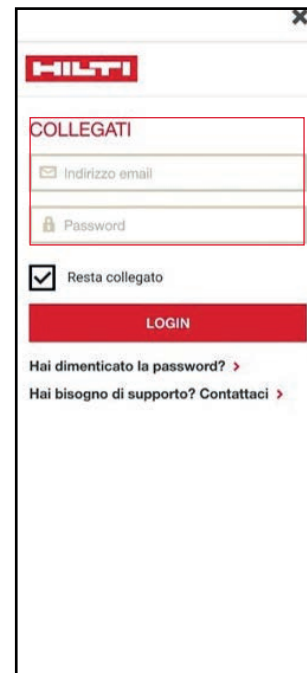 HILTI
COLLEGATI
Indirizzo email
Password
Resta collegato
LOGIN
Hai dimenticato la password? >
Hai bisogno di supporto? Contattaci >